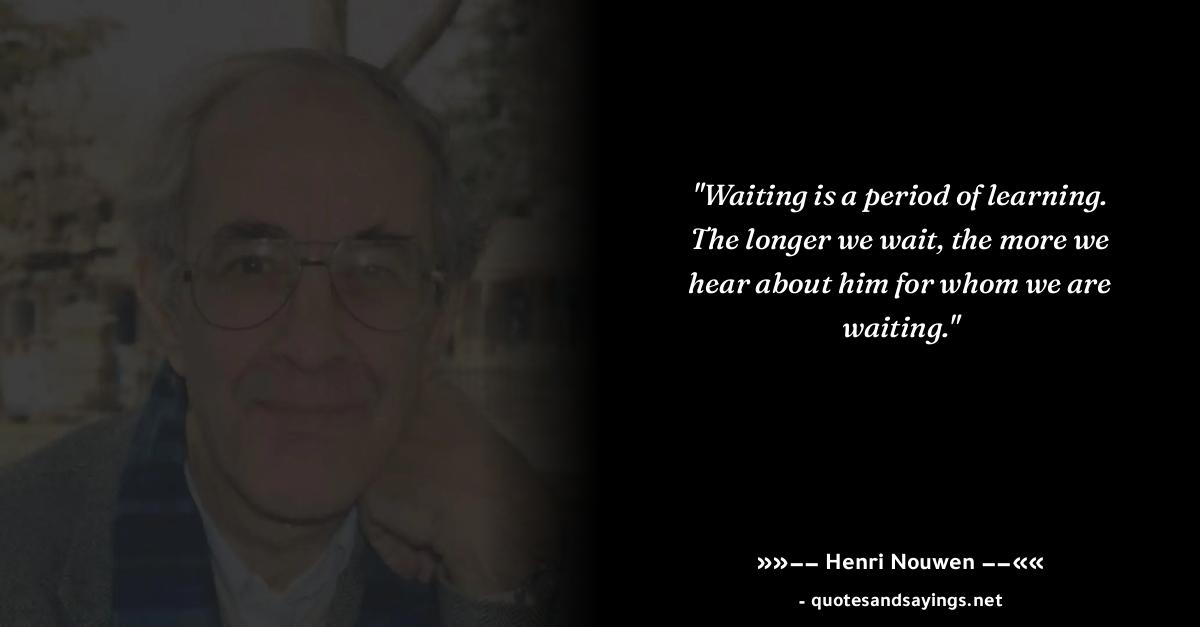 "Waiting is a period of learning.
The longer we wait, the more we
hear about him for whom we are
waiting."
»»−− Henri Nouwen −−««
- quotesandsayings.net